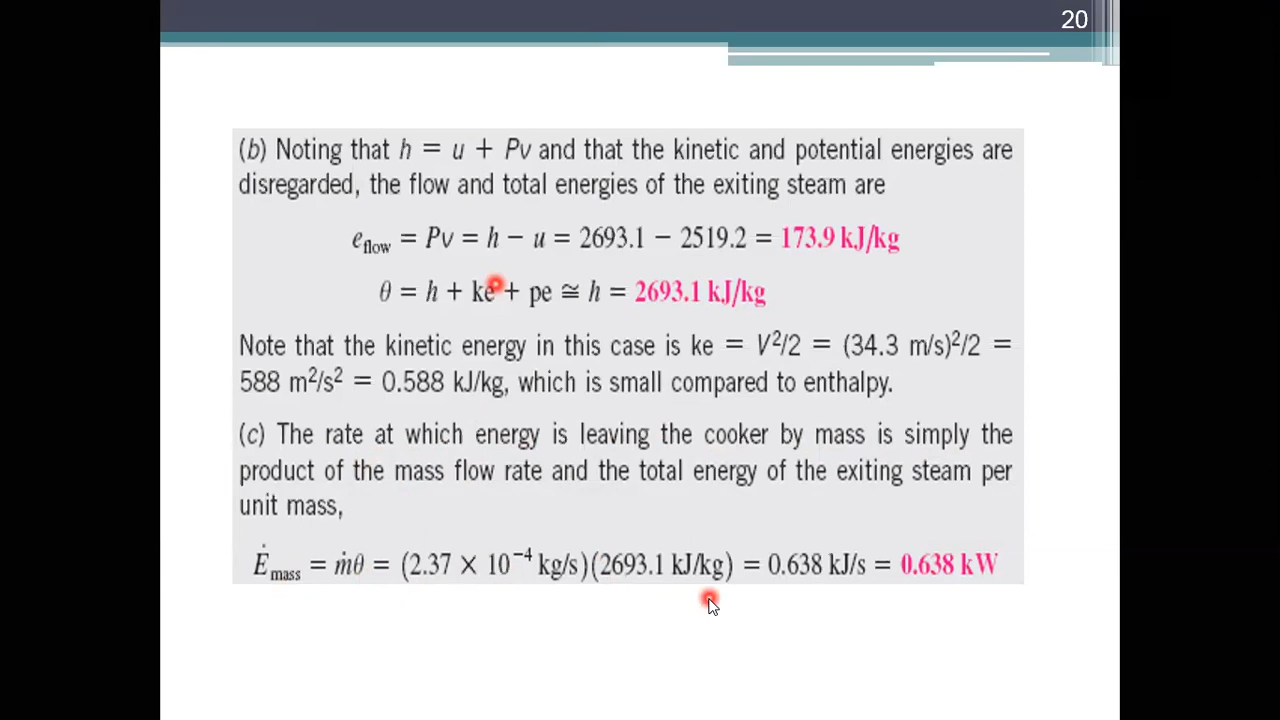 20
(b) Noting that h = u + Pv and that the kinetic and potential energies are
disregarded, the flow and total energies of the exiting steam are
e_flow = Pv = h − u = 2693.1 − 2519.2 = 173.9 kJ/kg
θ = h + ke + pe ≅ h = 2693.1 kJ/kg
Note that the kinetic energy in this case is ke = V²/2 = (34.3 m/s)²/2 =
588 m²/s² = 0.588 kJ/kg, which is small compared to enthalpy.
(c) The rate at which energy is leaving the cooker by mass is simply the
product of the mass flow rate and the total energy of the exiting steam per
unit mass,
Ė_mass = ṁθ = (2.37 × 10⁻⁴ kg/s)(2693.1 kJ/kg) = 0.638 kJ/s = 0.638 kW